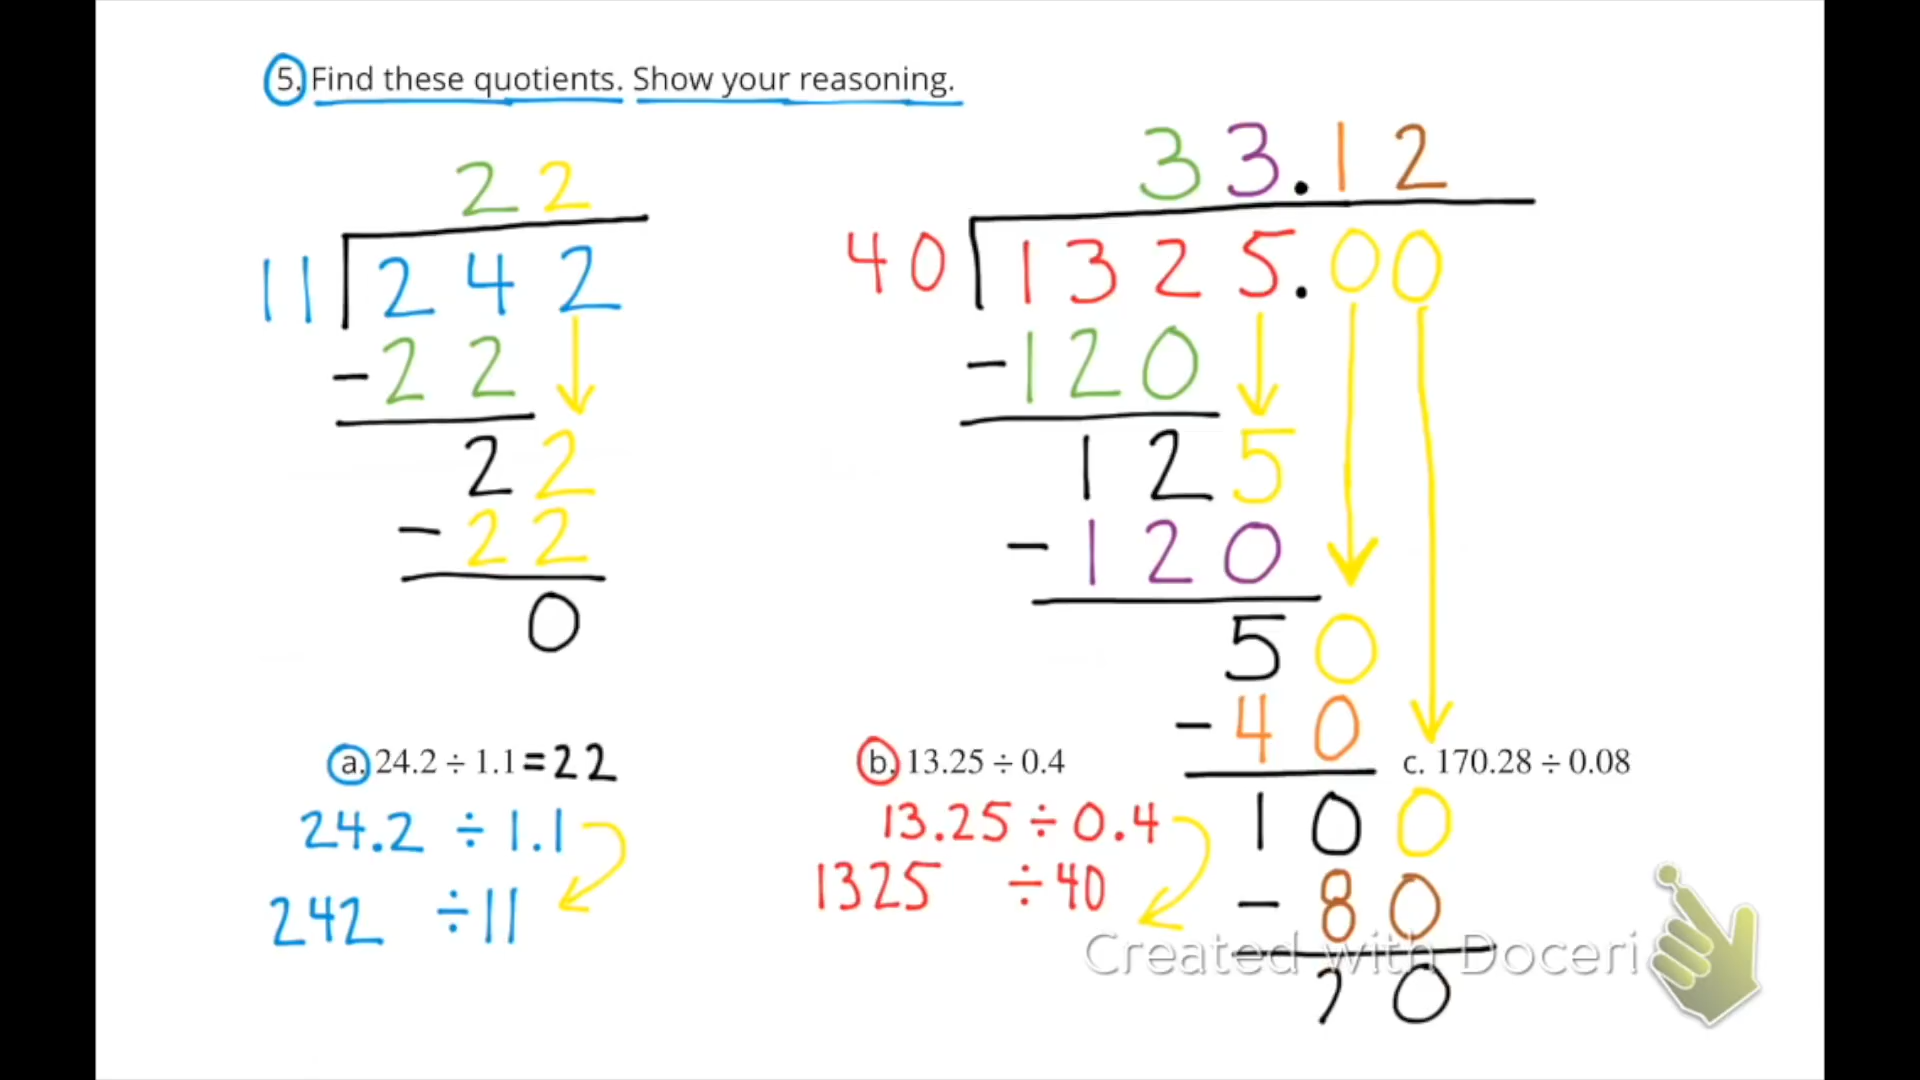 5. Find these quotients. Show your reasoning.
22
11 242
-22
22
-22
0
a. 24.2 ÷ 1.1 =22
24.2 ÷ 1.1
242 ÷11
33.12
40 1325.00
-120
125
-120
50
-40
100
-80
20
b. 13.25 ÷ 0.4
13.25 ÷ 0.4
1325 ÷40
c. 170.28 ÷ 0.08
Created with Doceri